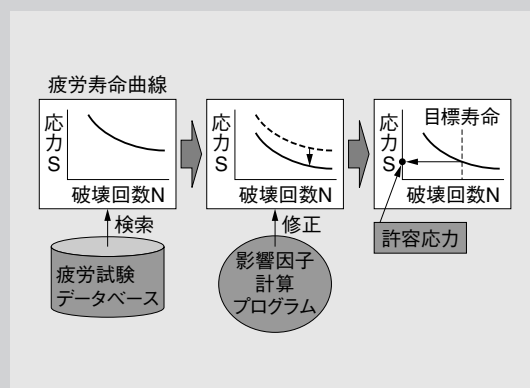 疲労寿命曲線
応力S
破壊回数N
検索
疲労試験
データベース
応力S
破壊回数N
修正
影響因子
計算
プログラム
応力S
目標寿命
破壊回数N
許容応力